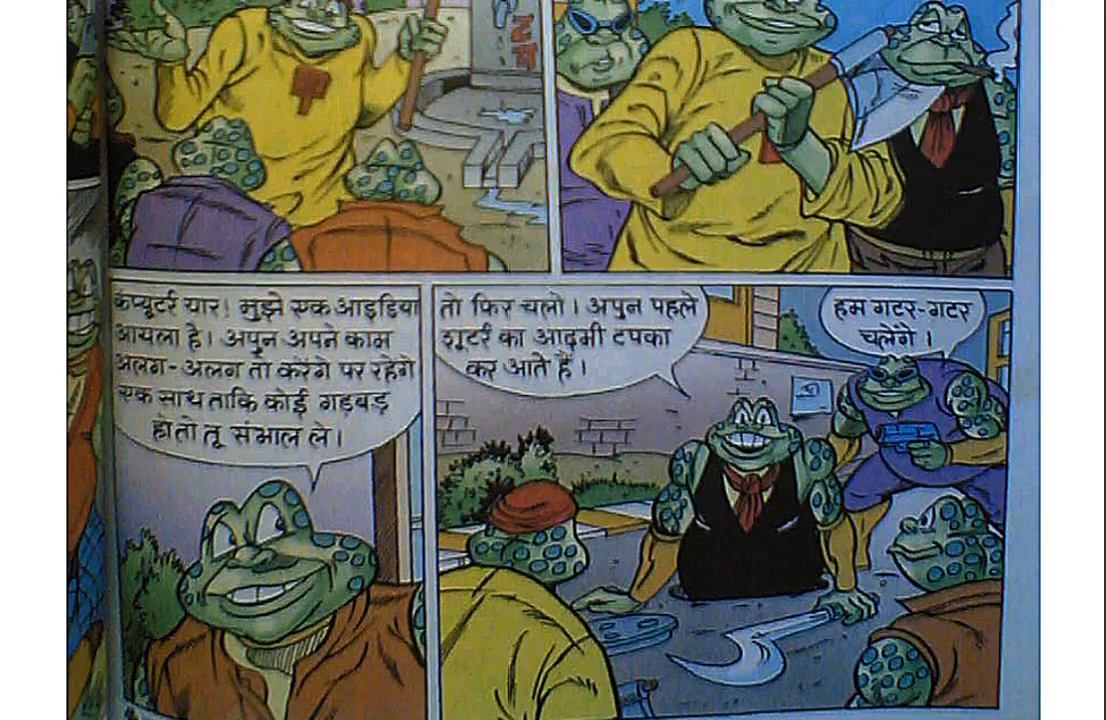 कंप्यूटर यार! मुझे एक आइडिया
आयला है। अपुन अपने काम
अलग-अलग तो करेंगे पर रहेंगे
एक साथ ताकि कोई गड़बड़
हो तो तू संभाल ले।
तो फिर चलो। अपुन पहले
शूटर का आदमी टपका
कर आते हैं।
हम गटर-गटर
चलेंगे।